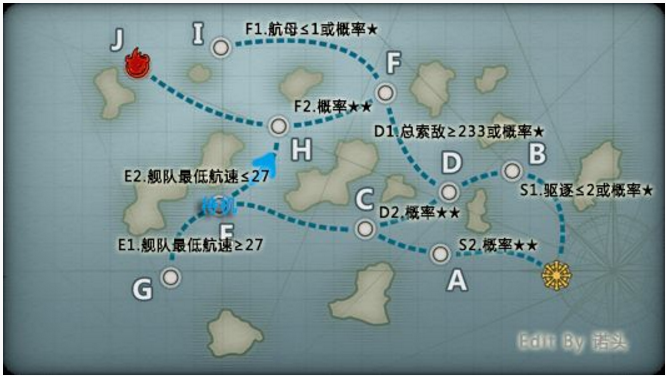 F1.航母≤1或概率★
J
I
F
F2.概率★★
H
D1.总索敌≥233或概率★
D
B
E2.舰队最低航速≤27
S1.驱逐≤2或概率★
C
D2.概率★★
E
E1.舰队最低航速≥27
S2.概率★★
G
A
Edit By 诺头